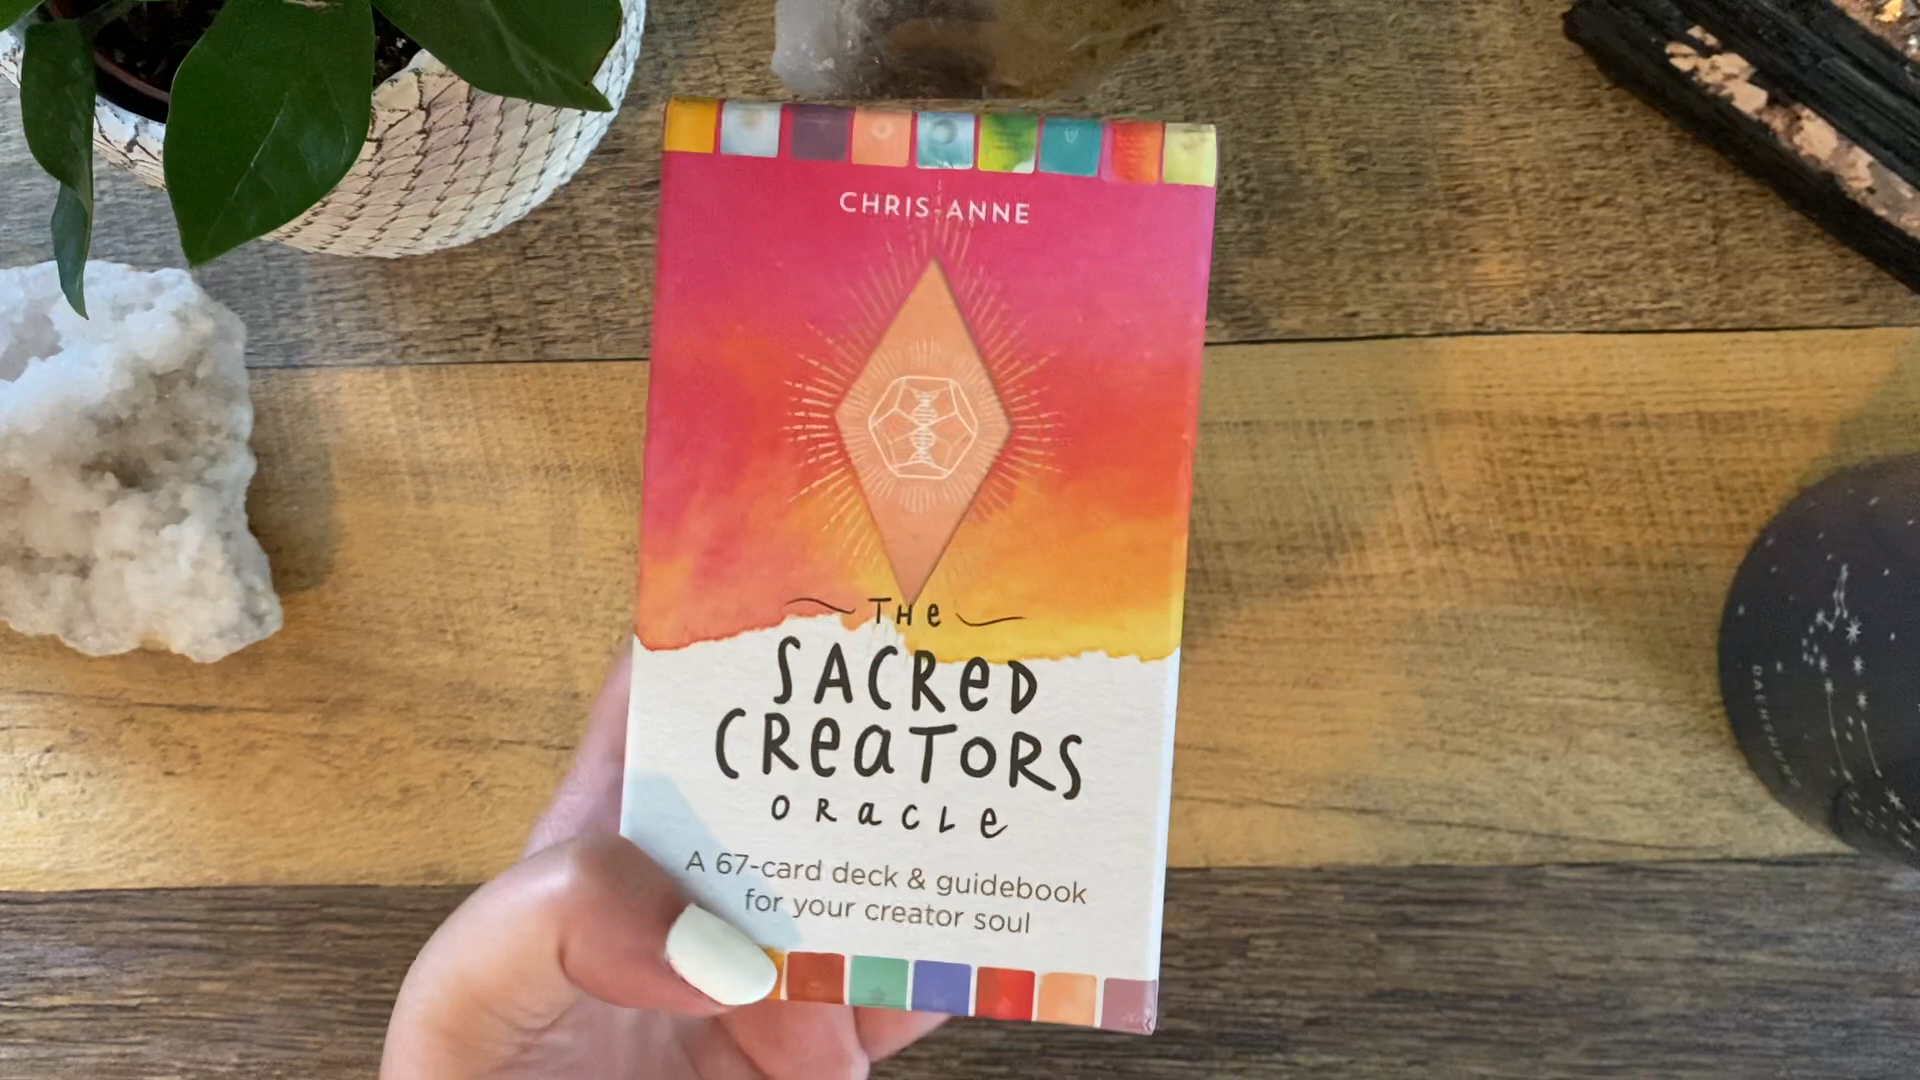 CHRIS-ANNE
THe
SACReD
CReaTORS
ORaCLe
A 67-card deck & guidebook
for your creator soul